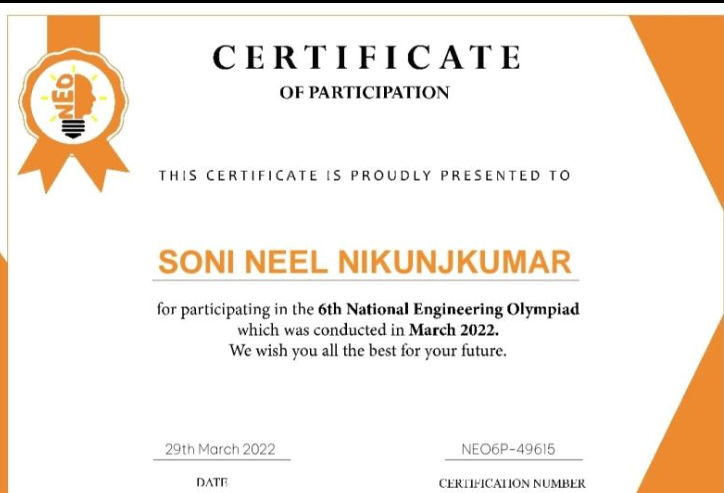 NEO
CERTIFICATE
OF PARTICIPATION
THIS CERTIFICATE IS PROUDLY PRESENTED TO
SONI NEEL NIKUNJKUMAR
for participating in the 6th National Engineering Olympiad
which was conducted in March 2022.
We wish you all the best for your future.
29th March 2022
NEO6P-49615
DATE
CERTIFICATION NUMBER